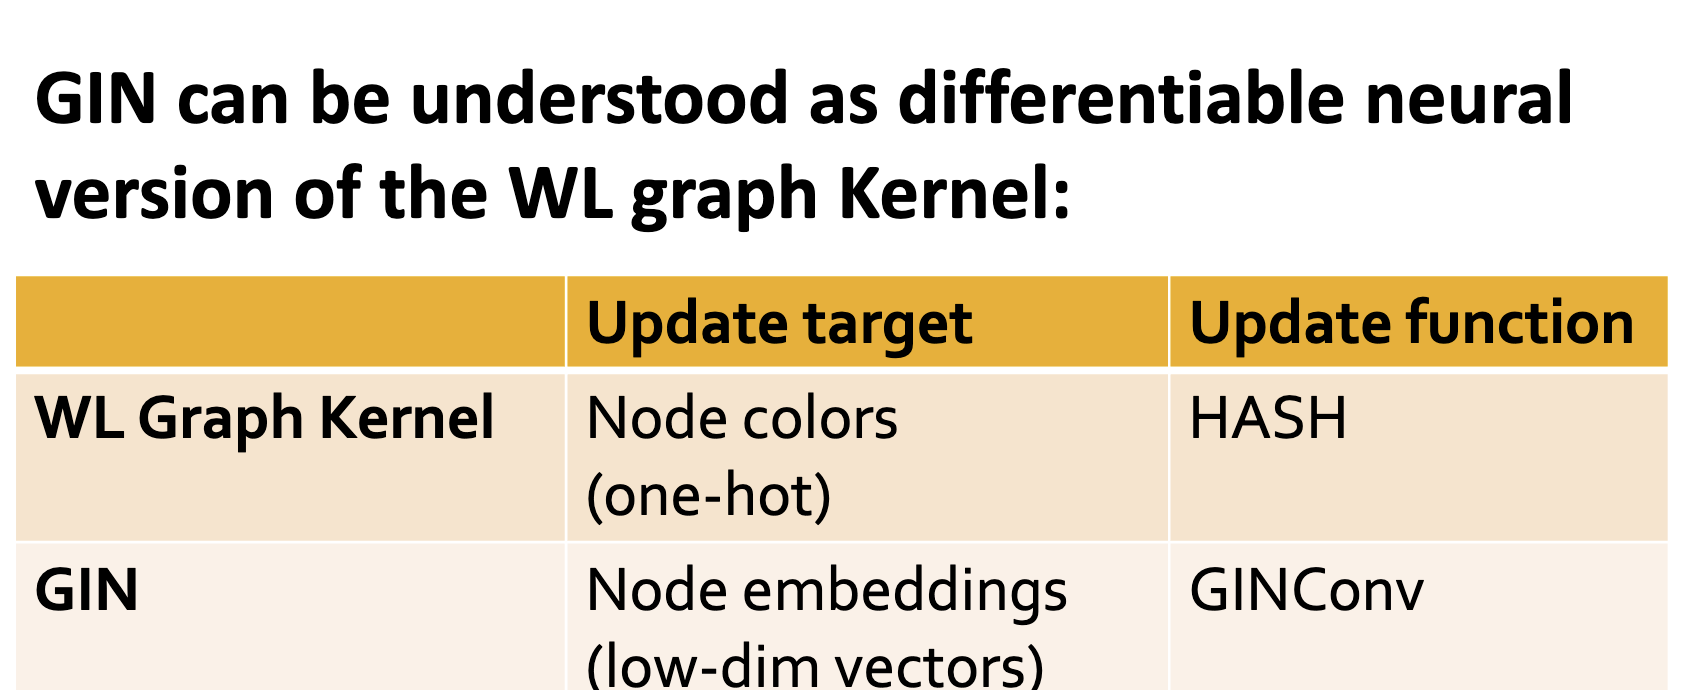 GIN can be understood as differentiable neural
version of the WL graph Kernel:
Update target
Update function
WL Graph Kernel
Node colors
(one-hot)
HASH
GIN
Node embeddings
(low-dim vectors)
GINConv